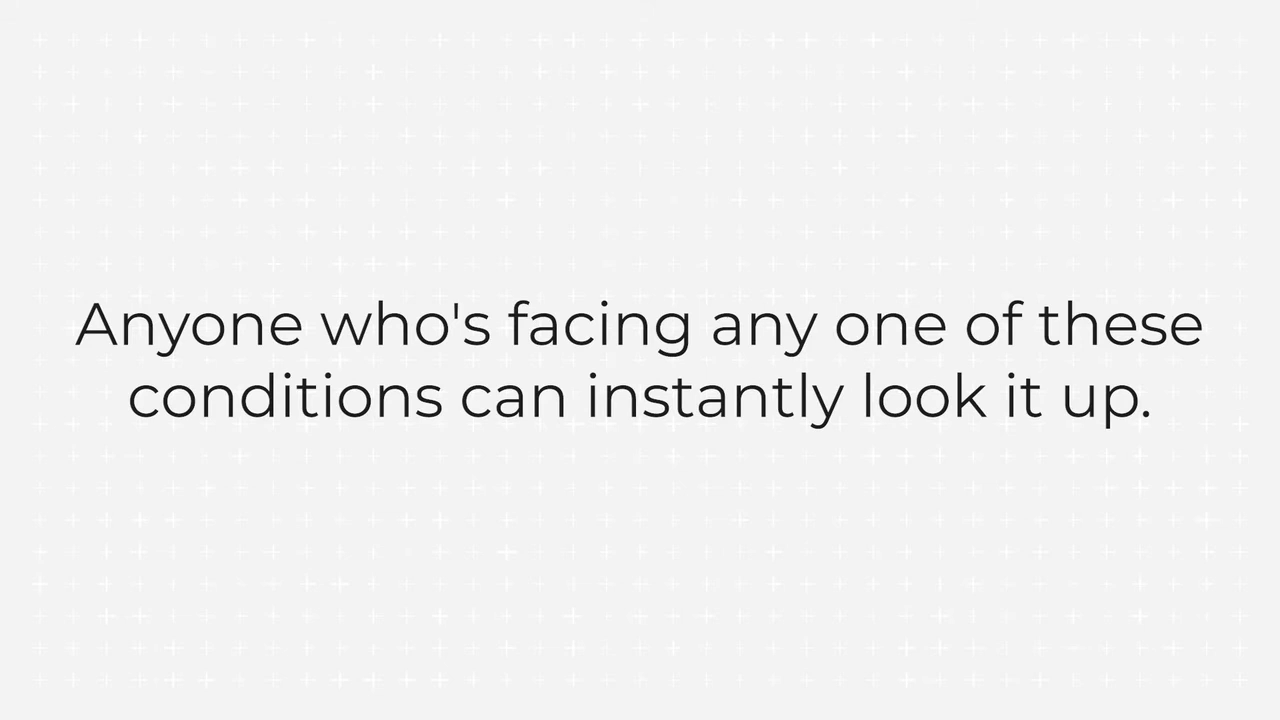 Anyone who's facing any one of these
conditions can instantly look it up.